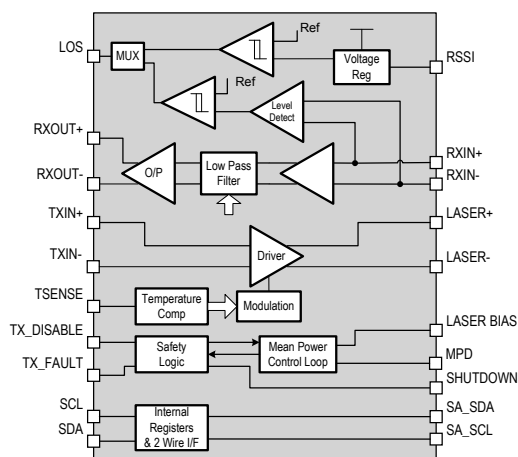 LOS
MUX
Ref
Voltage
Reg
RSSI
Ref
Level
Detect
RXOUT+
RXOUT-
O/P
Low Pass
Filter
RXIN+
RXIN-
TXIN+
TXIN-
Driver
LASER+
LASER-
TSENSE
Temperature
Comp
Modulation
TX_DISABLE
TX_FAULT
Safety
Logic
Mean Power
Control Loop
LASER BIAS
MPD
SHUTDOWN
SCL
SDA
Internal
Registers
& 2 Wire I/F
SA_SDA
SA_SCL